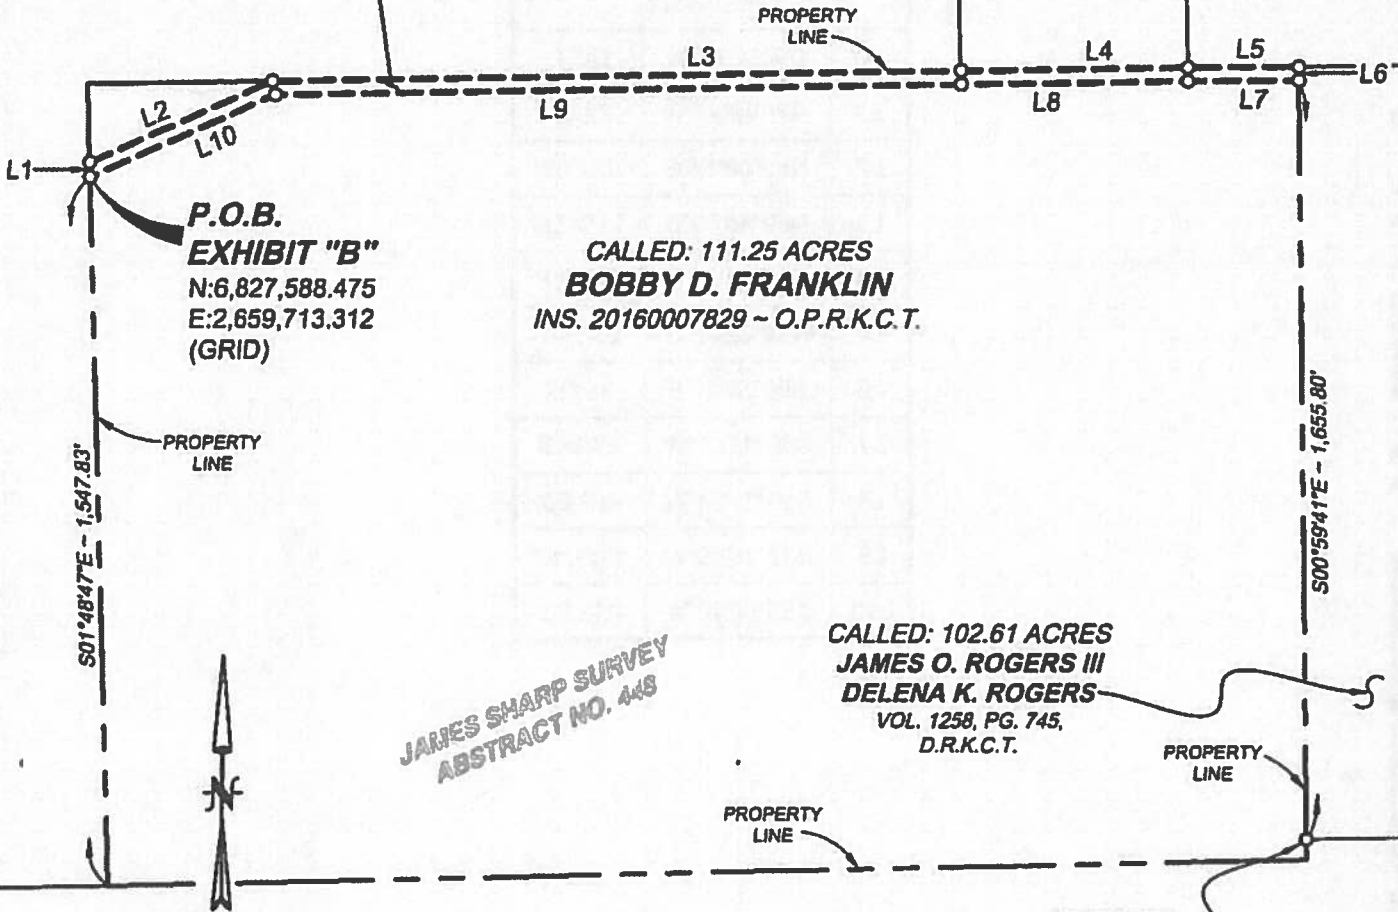 PROPERTY
LINE
L3
L4
L5
L6
L2
L9
L8
L7
L10
L1
P.O.B.
EXHIBIT "B"
N:6,827,588.475
E:2,659,713.312
(GRID)
CALLED: 111.25 ACRES
BOBBY D. FRANKLIN
INS. 20160007829 ~ O.P.R.K.C.T.
PROPERTY
LINE
S01°48'47"E ~ 1,547.83'
S00°59'41"E ~ 1,655.80'
JAMES SHARP SURVEY
ABSTRACT NO. 448
CALLED: 102.61 ACRES
JAMES O. ROGERS III
DELENA K. ROGERS
VOL. 1258, PG. 745,
D.R.K.C.T.
PROPERTY
LINE
N
PROPERTY
LINE